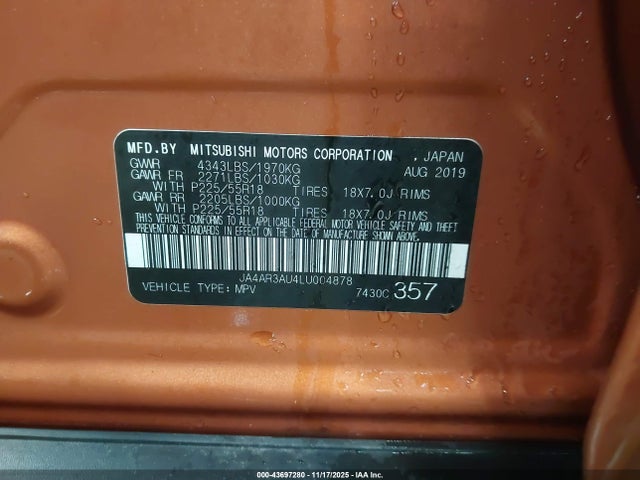 MFD.BY MITSUBISHI MOTORS CORPORATION , JAPAN
GVWR 4343LBS/1970KG AUG 2019
GAWR FR 2271LBS/1030KG
WITH P225/55R18 TIRES 18X7.0J RIMS
GAWR RR 2205LBS/1000KG
WITH P225/55R18 TIRES 18X7.0J RIMS
THIS VEHICLE CONFORMS TO ALL APPLICABLE FEDERAL MOTOR VEHICLE SAFETY AND THEFT
PREVENTION STANDARDS IN EFFECT ON THE DATE OF MANUFACTURE SHOWN ABOVE.
JA4AR3AU4LU004878
VEHICLE TYPE: MPV 7430C 357
000-43697280 - 11/17/2025 - IAA Inc.